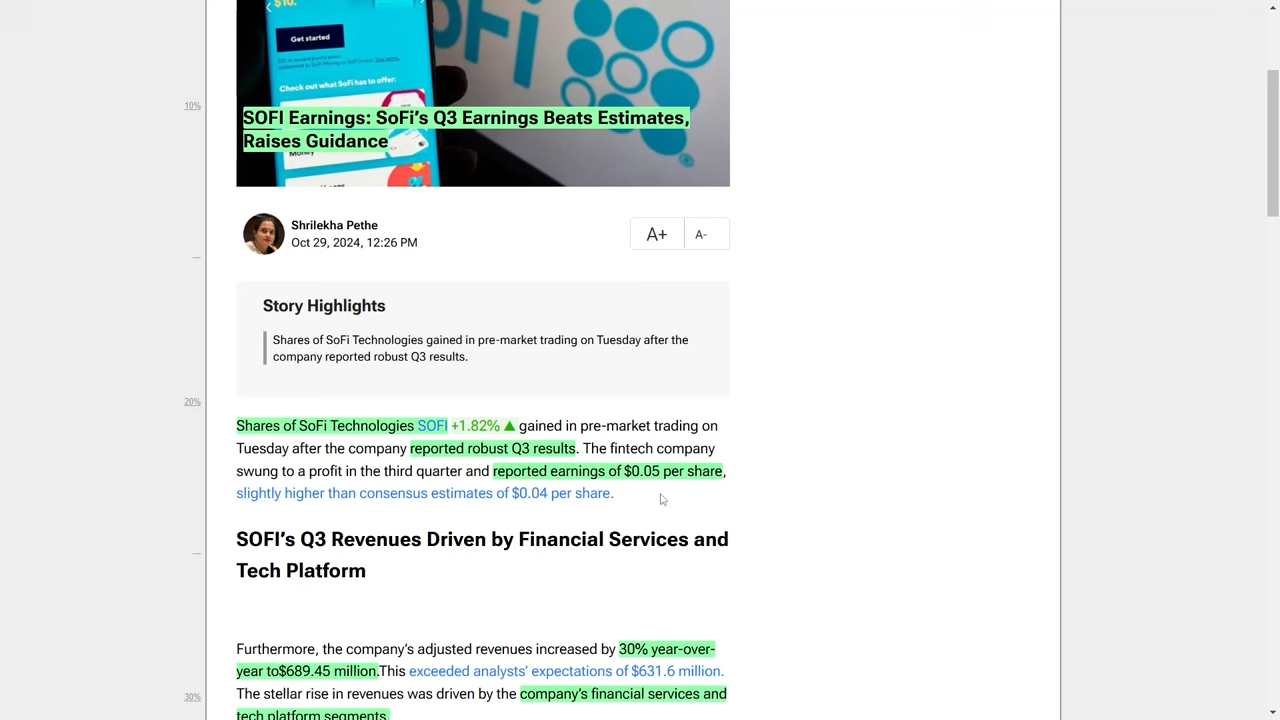 $10.
Get started
Check out what SoFi has to offer:
SoFi
SOFI Earnings: SoFi's Q3 Earnings Beats Estimates,
Raises Guidance
Money
10%
Shrilekha Pethe
Oct 29, 2024, 12:26 PM
A+
A-
Story Highlights
Shares of SoFi Technologies gained in pre-market trading on Tuesday after the
company reported robust Q3 results.
20%
Shares of SoFi Technologies SOFI +1.82% ▲ gained in pre-market trading on
Tuesday after the company reported robust Q3 results. The fintech company
swung to a profit in the third quarter and reported earnings of $0.05 per share,
slightly higher than consensus estimates of $0.04 per share.
SOFI's Q3 Revenues Driven by Financial Services and
Tech Platform
Furthermore, the company's adjusted revenues increased by 30% year-over-
year to$689.45 million.This exceeded analysts' expectations of $631.6 million.
The stellar rise in revenues was driven by the company's financial services and
30%
tech platform segments.